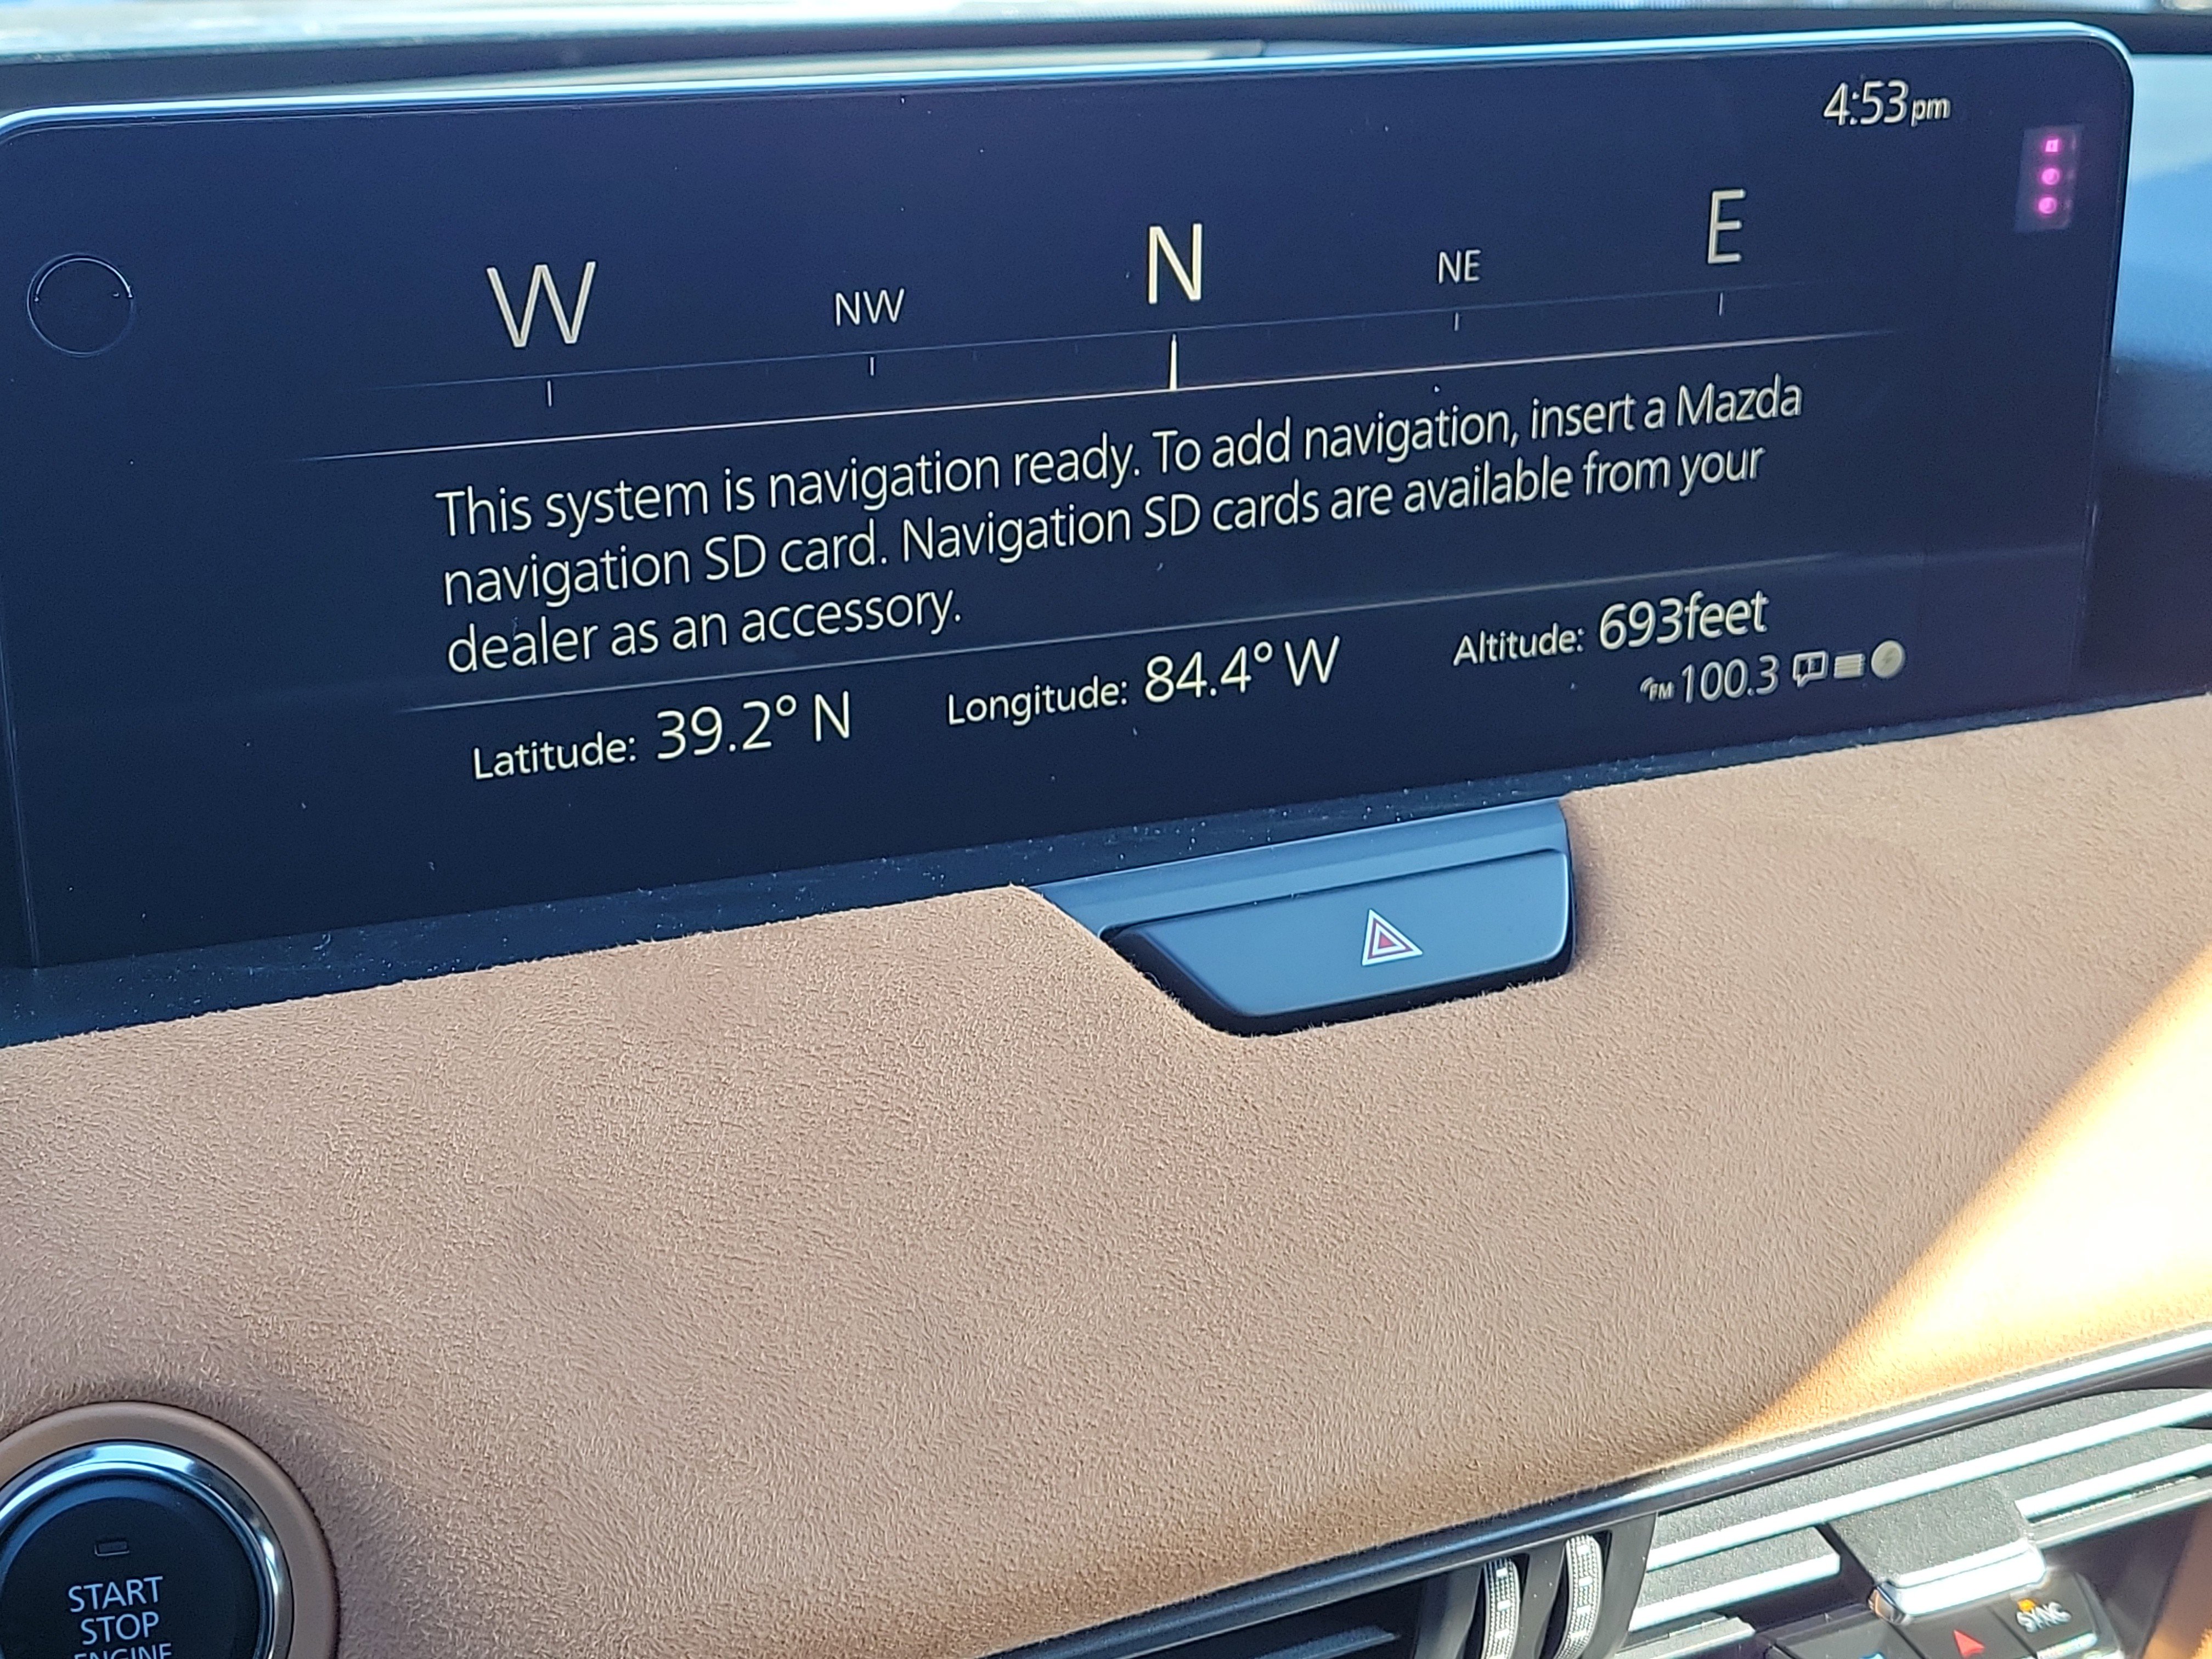 4:53pm
W NW N NE E
This system is navigation ready. To add navigation, insert a Mazda
navigation SD card. Navigation SD cards are available from your
dealer as an accessory.
Latitude: 39.2° N Longitude: 84.4° W Altitude: 693feet
FM 100.3
START
STOP
ENGINE
SYNC